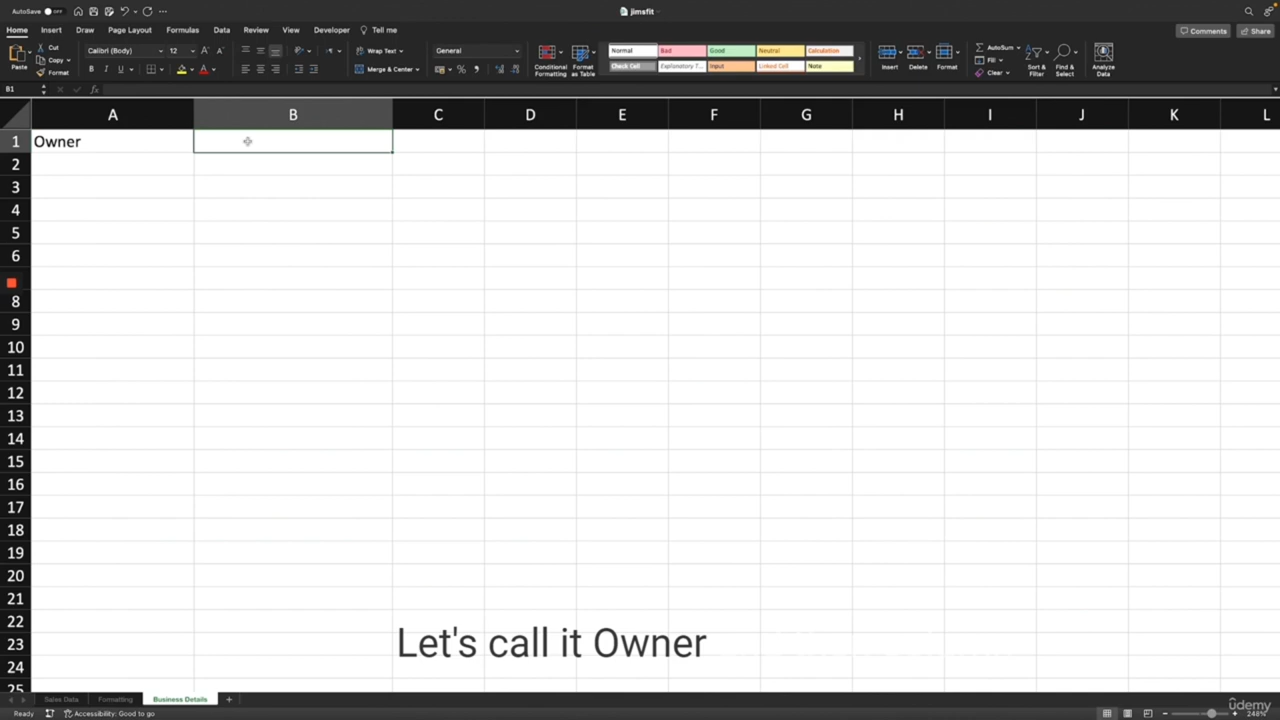 AutoSave OFF
jimsfit
Home Insert Draw Page Layout Formulas Data Review View Developer Tell me
Comments Share
Paste Cut Copy Format
Calibri (Body) 12
B I U
Wrap Text
Merge & Center
General
Conditional Formatting
Format as Table
Normal Bad Good Neutral Calculation
Check Cell Explanatory T... Input Linked Cell Note
Insert Delete Format
AutoSum
Fill
Clear
Sort & Filter
Find & Select
Analyze Data
B1 fx
A B C D E F G H I J K L
1 Owner
2
3
4
5
6
8
9
10
11
12
13
14
15
16
17
18
19
20
21
22
23
24
25
Let's call it Owner
Sales Data Formatting Business Details +
Ready Accessibility: Good to go
248%
udemy